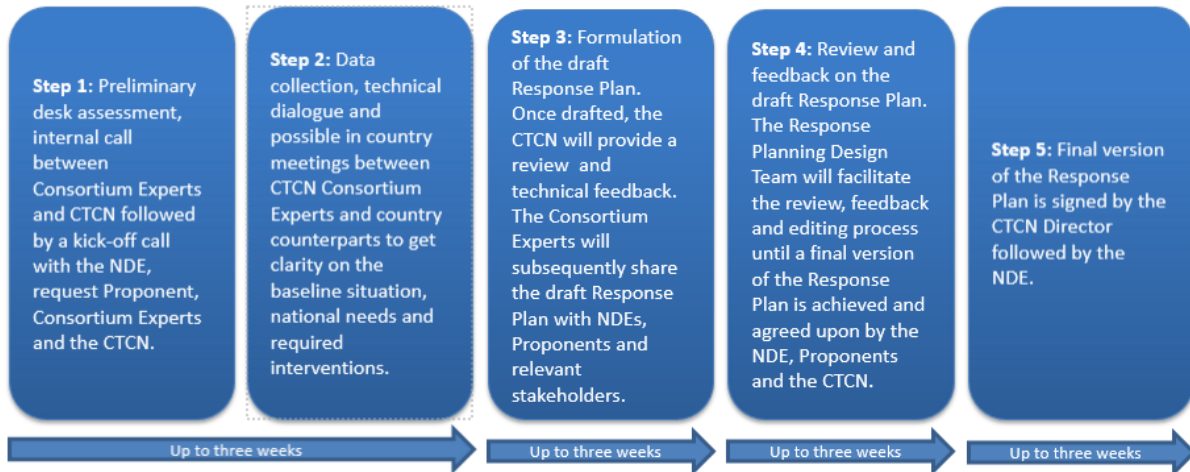 Step 1: Preliminary
desk assessment,
internal call
between
Consortium Experts
and CTCN followed
by a kick-off call
with the NDE,
request Proponent,
Consortium Experts
and the CTCN.
Step 2: Data
collection, technical
dialogue and
possible in country
meetings between
CTCN Consortium
Experts and country
counterparts to get
clarity on the
baseline situation,
national needs and
required
interventions.
Step 3: Formulation
of the draft
Response Plan.
Once drafted, the
CTCN will provide a
review and
technical feedback.
The Consortium
Experts will
subsequently share
the draft Response
Plan with NDEs,
Proponents and
relevant
stakeholders.
Step 4: Review and
feedback on the
draft Response Plan.
The Response
Planning Design
Team will facilitate
the review, feedback
and editing process
until a final version
of the Response
Plan is achieved and
agreed upon by the
NDE, Proponents
and the CTCN.
Step 5: Final version
of the Response
Plan is signed by the
CTCN Director
followed by the
NDE.
Up to three weeks
Up to three weeks
Up to three weeks
Up to three weeks